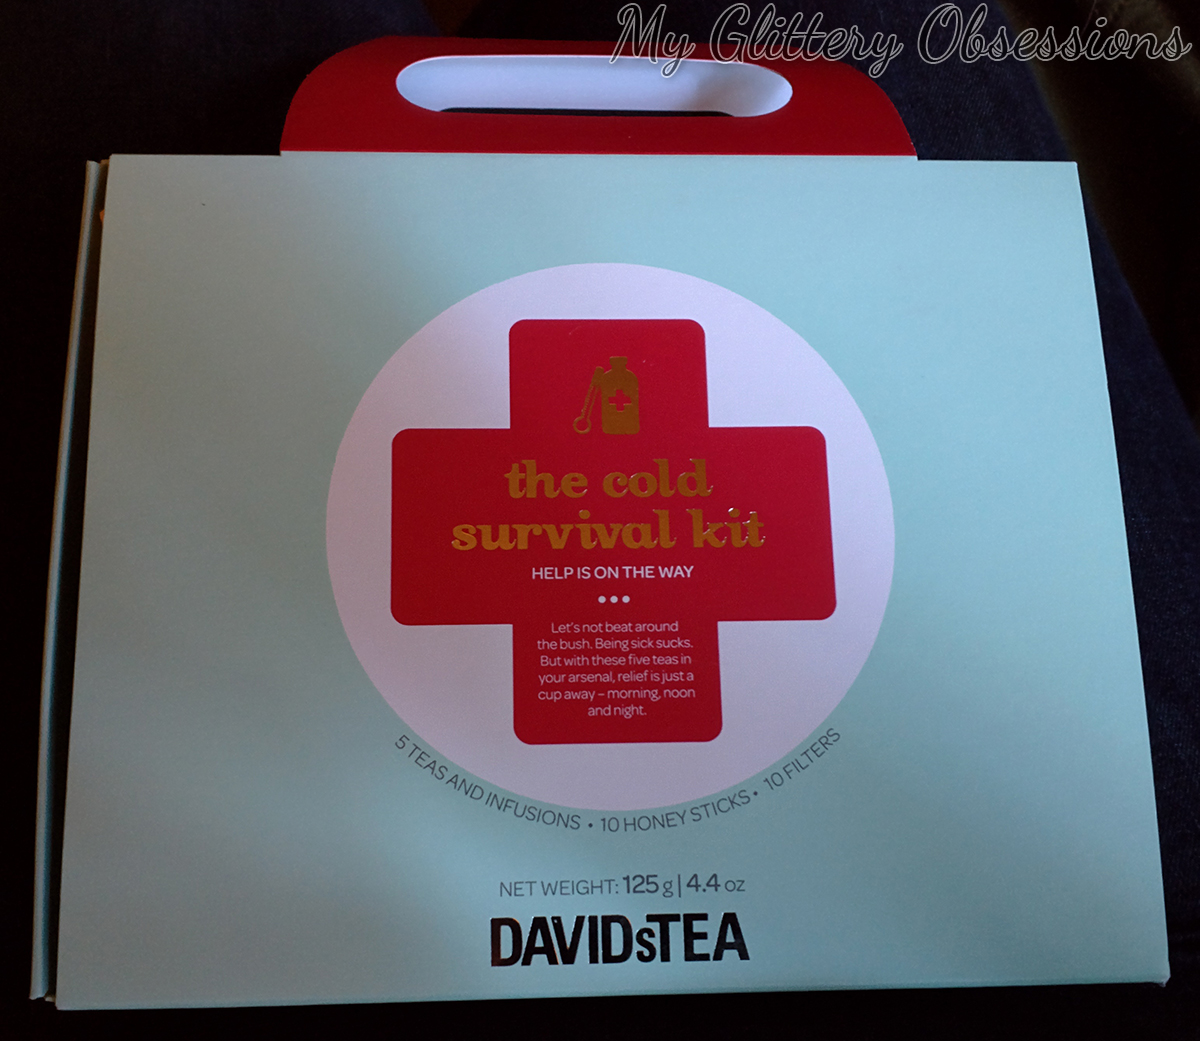 My Glittery Obsessions
the cold
survival kit
HELP IS ON THE WAY
Let's not beat around
the bush. Being sick sucks.
But with these five teas in
your arsenal, relief is just a
cup away – morning, noon
and night.
5 TEAS AND INFUSIONS • 10 HONEY STICKS • 10 FILTERS
NET WEIGHT: 125 g | 4.4 oz
DAVIDsTEA